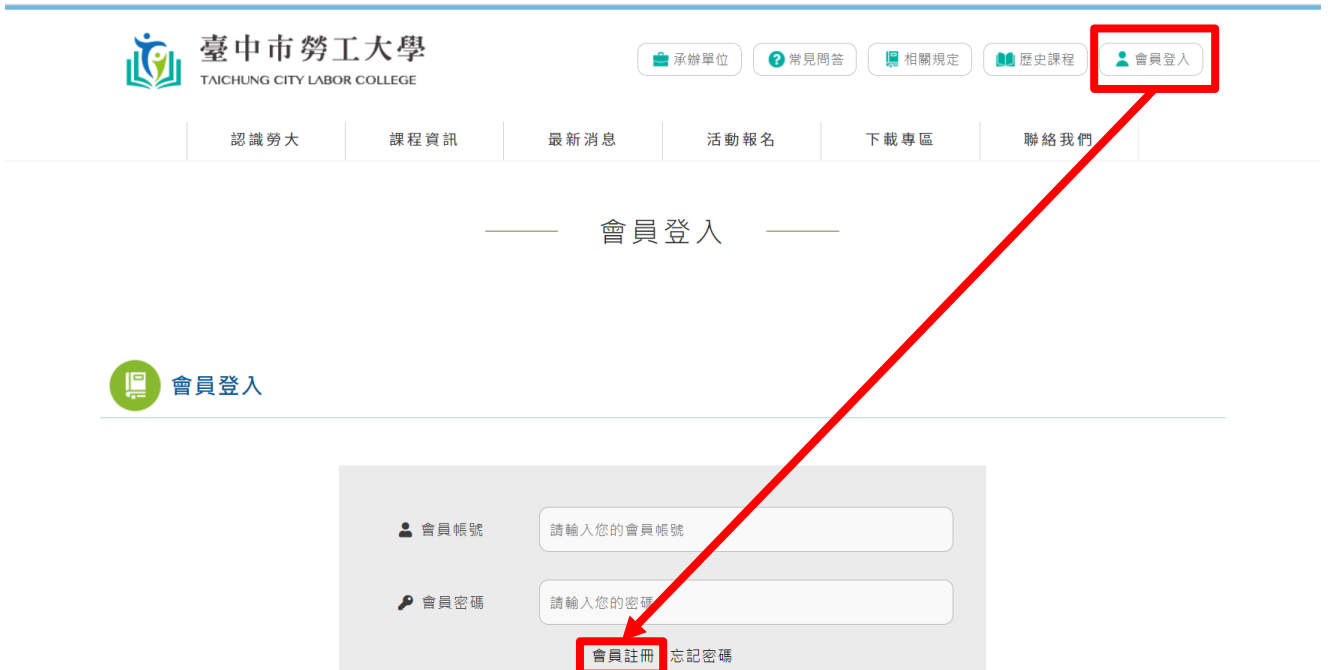 臺中市勞工大學
TAICHUNG CITY LABOR COLLEGE
承辦單位 常見問答 相關規定 歷史課程 會員登入
認識勞大 課程資訊 最新消息 活動報名 下載專區 聯絡我們
會員登入
會員登入
會員帳號 請輸入您的會員帳號
會員密碼 請輸入您的密碼
會員註冊 忘記密碼